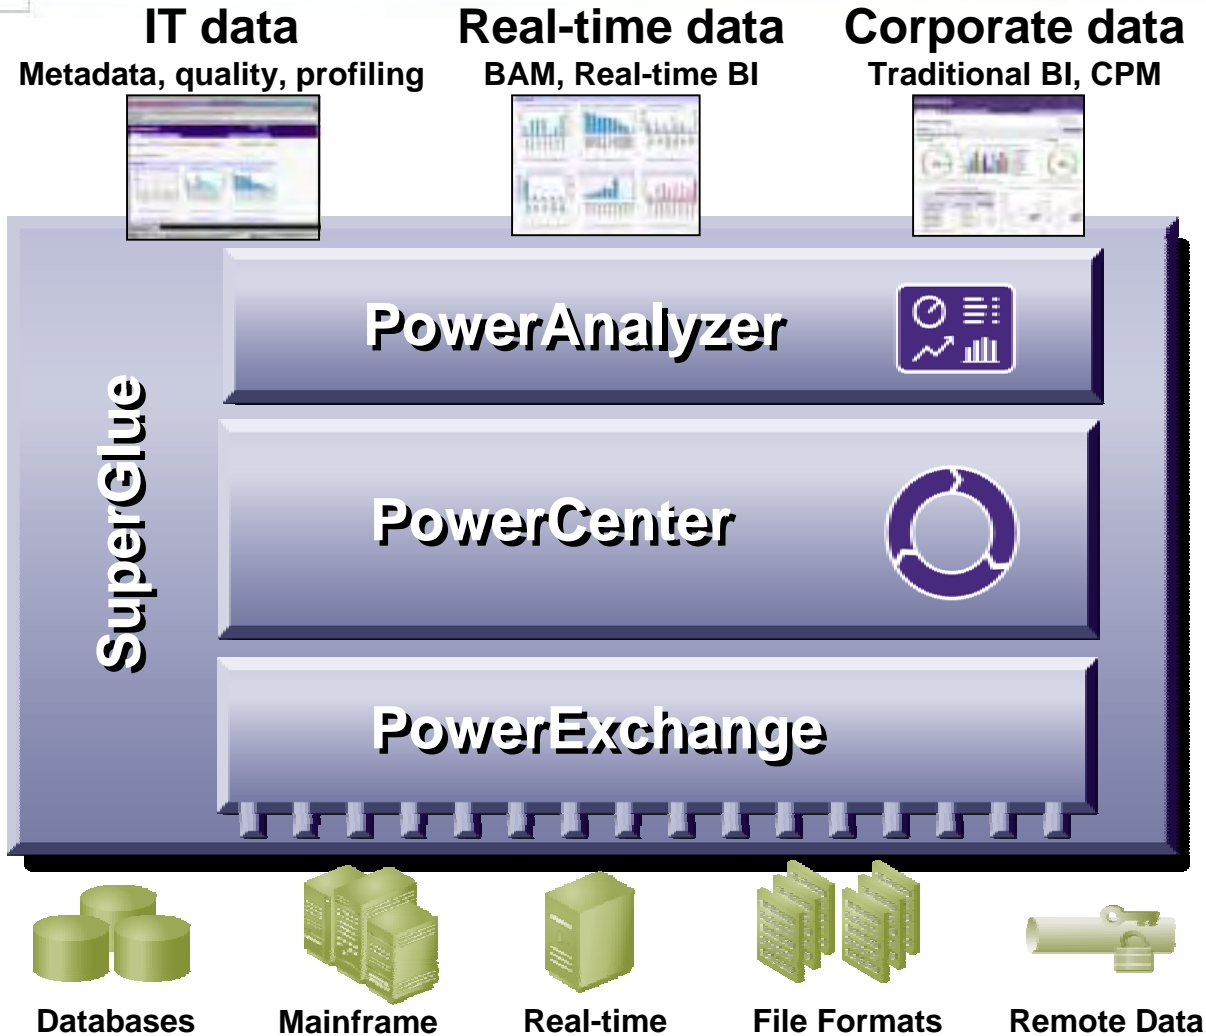 IT data
Metadata, quality, profiling
Real-time data
BAM, Real-time BI
Corporate data
Traditional BI, CPM
SuperGlue
PowerAnalyzer
PowerCenter
PowerExchange
Databases
Mainframe
Real-time
File Formats
Remote Data